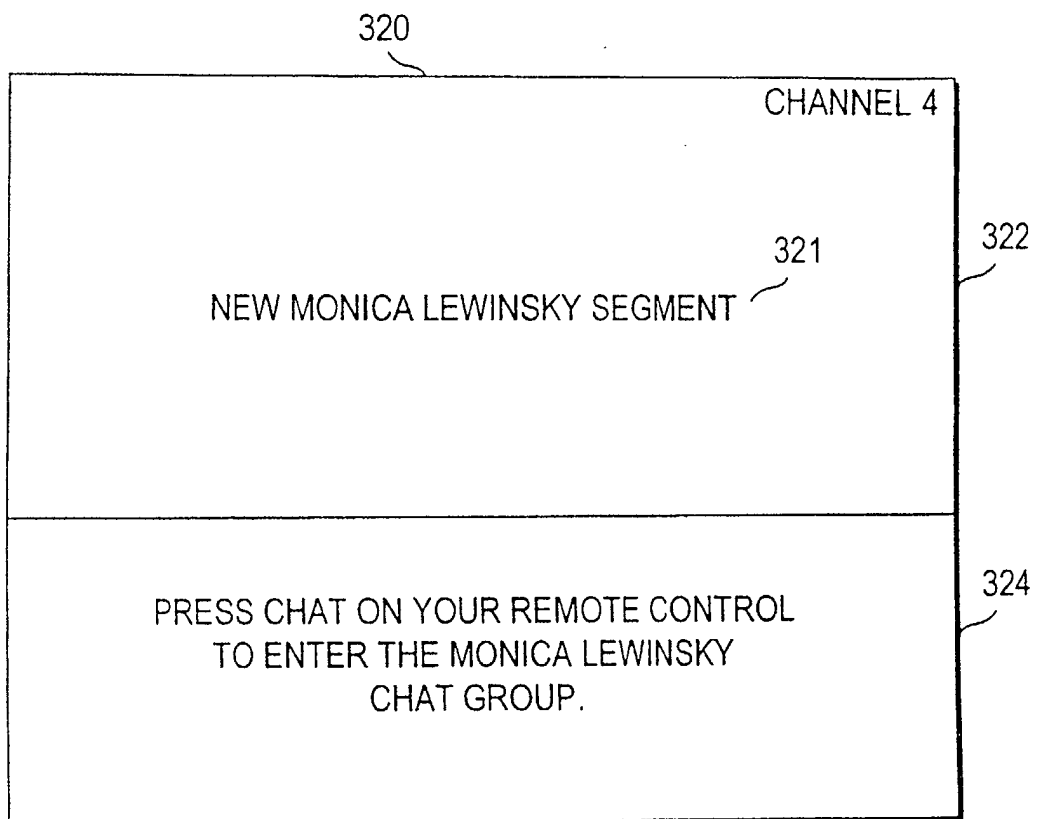 320
CHANNEL 4
322
321
NEW MONICA LEWINSKY SEGMENT
324
PRESS CHAT ON YOUR REMOTE CONTROL
TO ENTER THE MONICA LEWINSKY
CHAT GROUP.